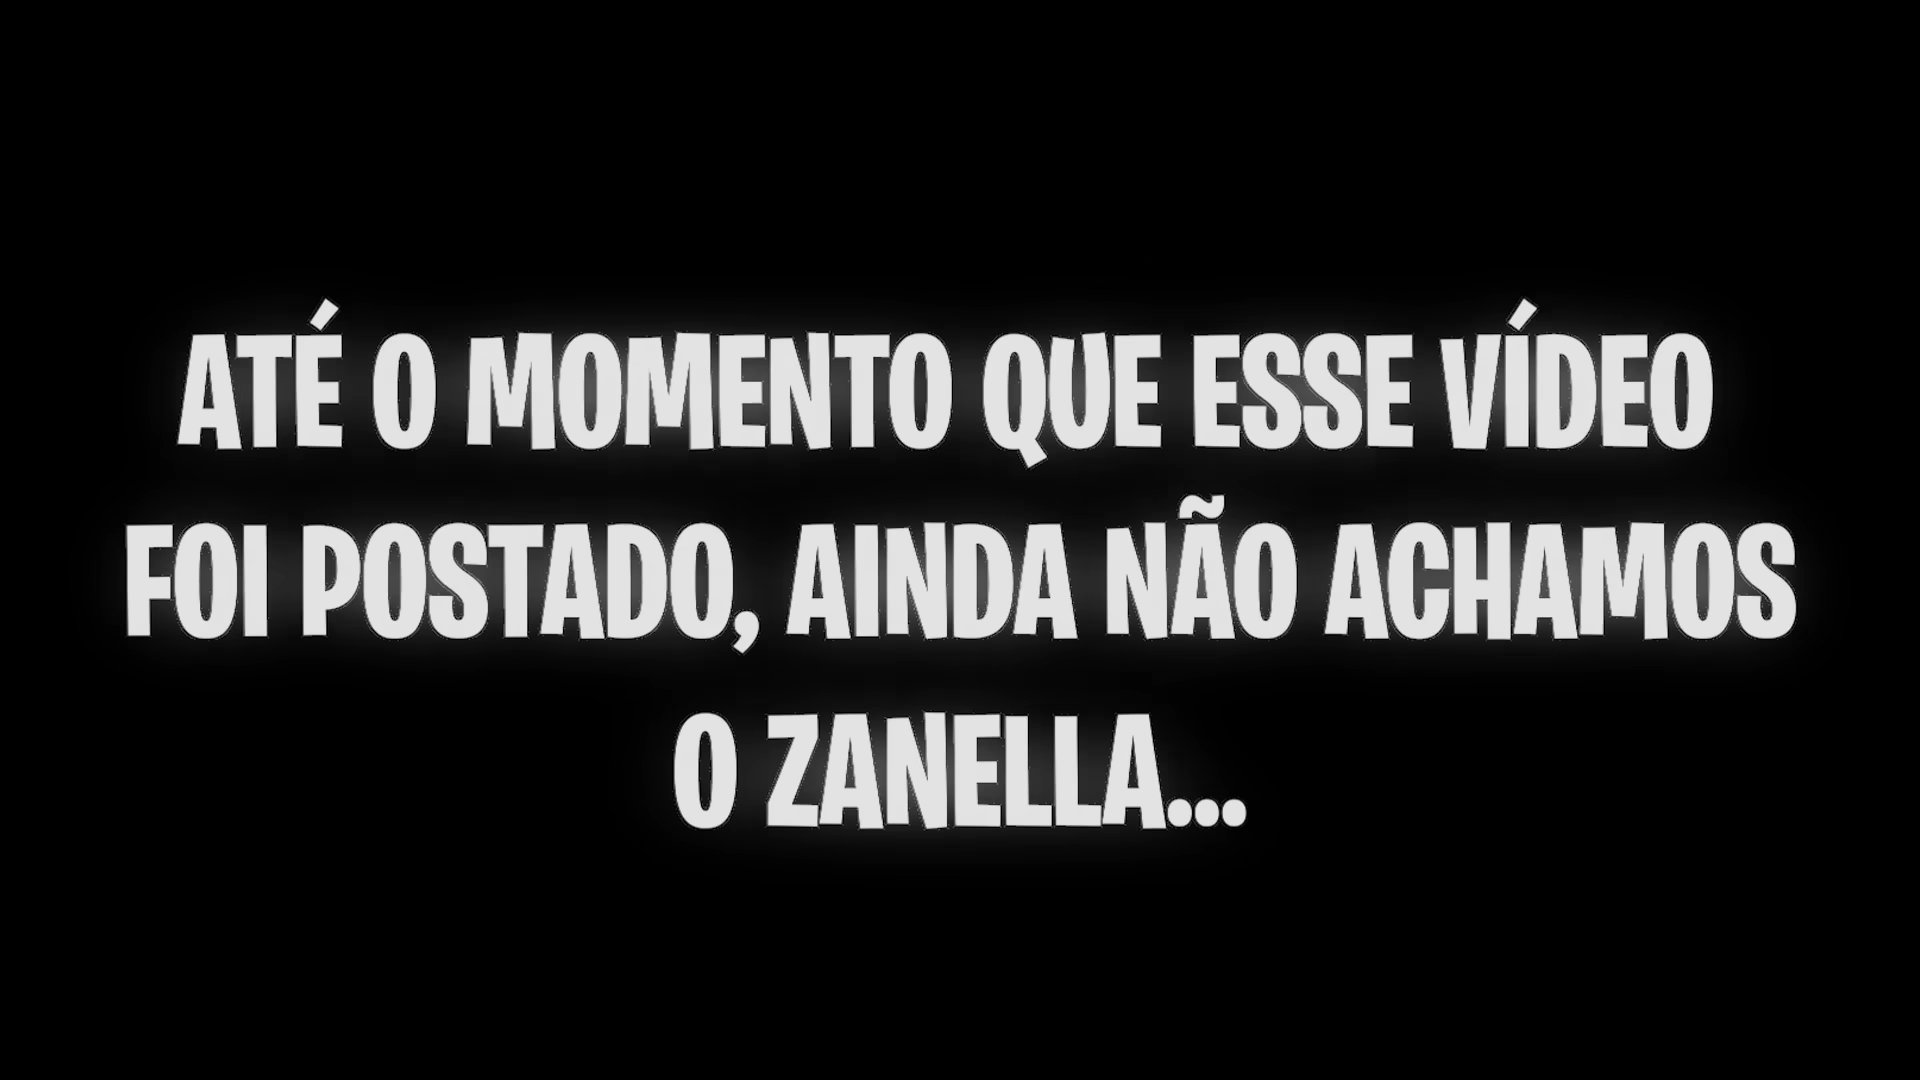 ATÉ O MOMENTO QUE ESSE VÍDEO
FOI POSTADO, AINDA NÃO ACHAMOS
O ZANELLA...